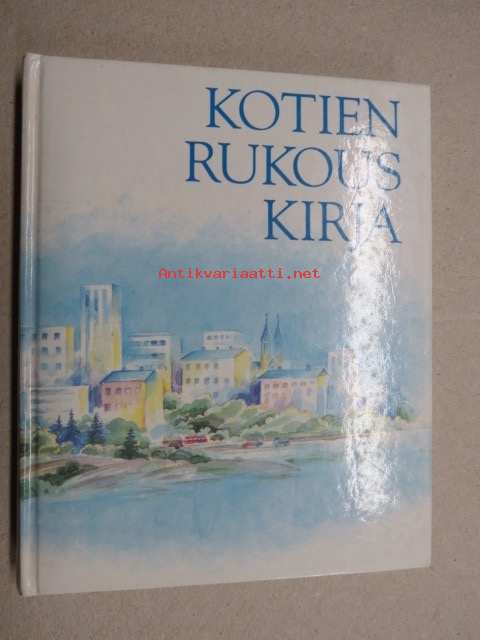 KOTIEN
RUKOUS
KIRJA
Antikvariaatti.net